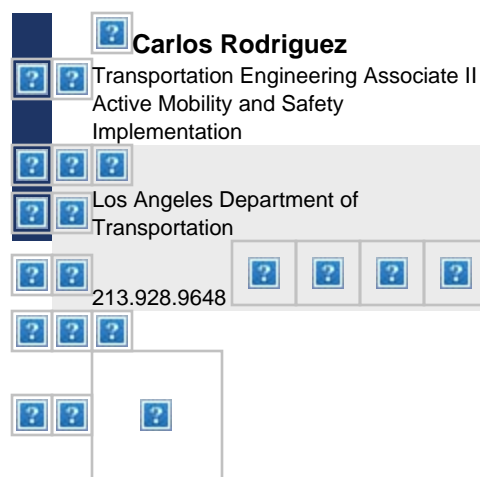 Carlos Rodriguez
Transportation Engineering Associate II
Active Mobility and Safety
Implementation
Los Angeles Department of
Transportation
213.928.9648